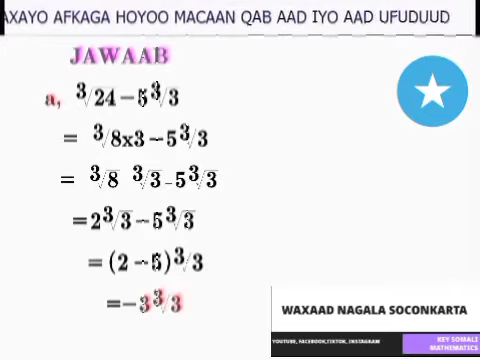 AXAYO AFKAGA HOYOO MACAAN QAB AAD IYO AAD UFUDUUD
JAWAAB
a, ³√24 – 5³√3
= ³√8x3 – 5³√3
= ³√8 ³√3 – 5³√3
= 2³√3 – 5³√3
= (2 – 5)³√3
= – 3³√3
WAXAAD NAGALA SOCONKARTA
YOUTUBE, FACEBOOK,TIKTOK, INSTAGRAM
KEY SOMALI
MATHEMATICS